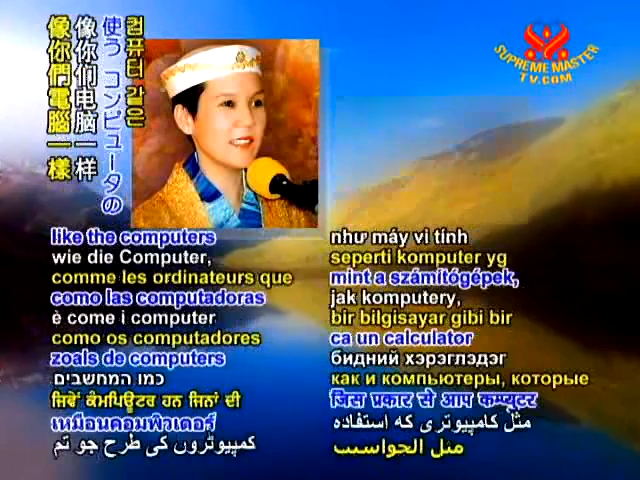 컴퓨터 같은
使う コンピュータの
像你们电脑一样
像你們電腦一樣
SUPREME MASTER
TV.COM
like the computers
wie die Computer,
comme les ordinateurs que
como las computadoras
è come i computer
como os computadores
zoals de computers
כמו המחשבים
ਜਿਵੇਂ ਕੰਮਪਿਊਟਰ ਹਨ ਜਿਨਾਂ ਦੀ
เหมือนคอมพิวเตอร์
کمپیوٹروں کی طرح جو تم
như máy vi tính
seperti komputer yg
mint a számítógépek,
jak komputery,
bir bilgisayar gibi bir
ca un calculator
бидний хэрэглэдэг
как и компьютеры, которые
जिस प्रकार से आप कम्प्यूटर
مثل کامپیوتری که استفاده
مثل الحواسيب